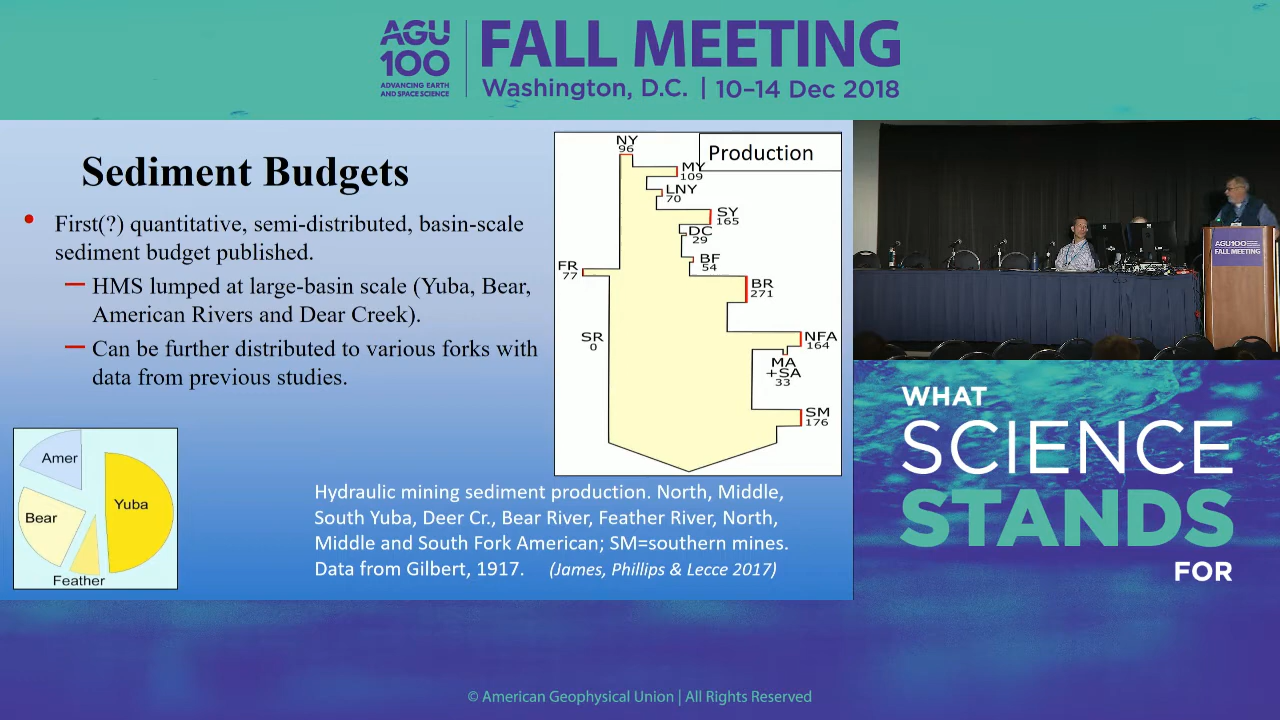 AGU
100
ADVANCING EARTH
AND SPACE SCIENCE
FALL MEETING
Washington, D.C. | 10–14 Dec 2018
Sediment Budgets
• First(?) quantitative, semi-distributed, basin-scale
sediment budget published.
— HMS lumped at large-basin scale (Yuba, Bear,
American Rivers and Dear Creek).
— Can be further distributed to various forks with
data from previous studies.
Amer
Yuba
Bear
Feather
Production
NY
96
MY
109
LNY
70
SY
165
DC
29
BF
54
FR
77
BR
271
SR
0
NFA
164
MA
+SA
33
SM
176
Hydraulic mining sediment production. North, Middle,
South Yuba, Deer Cr., Bear River, Feather River, North,
Middle and South Fork American; SM=southern mines.
Data from Gilbert, 1917. (James, Phillips & Lecce 2017)
AGU100
FALL MEETING
WHAT
SCIENCE
STANDS
FOR
© American Geophysical Union | All Rights Reserved